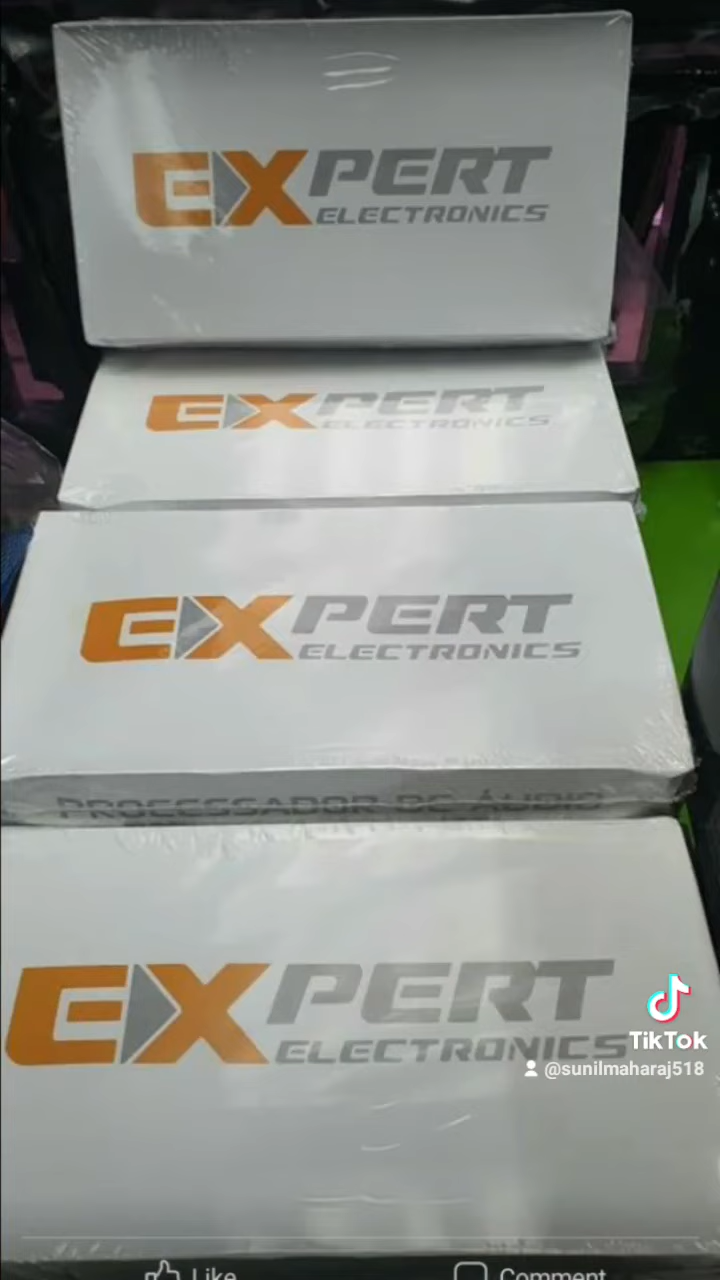 EXPERT
ELECTRONICS
EXPERT
ELECTRONICS
EXPERT
ELECTRONICS
PROCESSADOR DE ÁUDIO
EXPERT
ELECTRONICS
TikTok
@sunilmaharaj518
Like
Comment